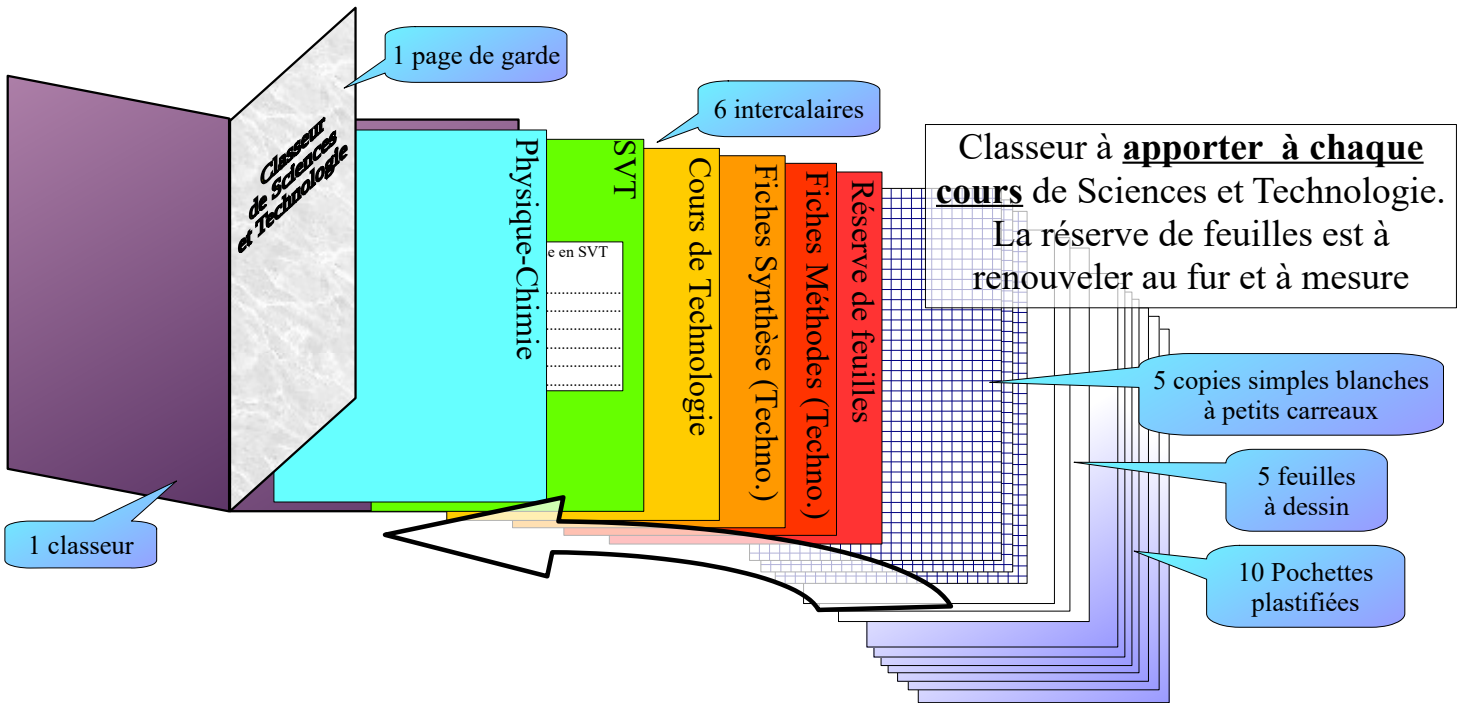 1 page de garde
Classeur
de Sciences
et Technologie
6 intercalaires
Physique-Chimie
SVT
e en SVT
Cours de Technologie
Fiches Synthèse (Techno.)
Fiches Méthodes (Techno.)
Réserve de feuilles
Classeur à apporter à chaque
cours de Sciences et Technologie.
La réserve de feuilles est à
renouveler au fur et à mesure
5 copies simples blanches
à petits carreaux
5 feuilles
à dessin
10 Pochettes
plastifiées
1 classeur